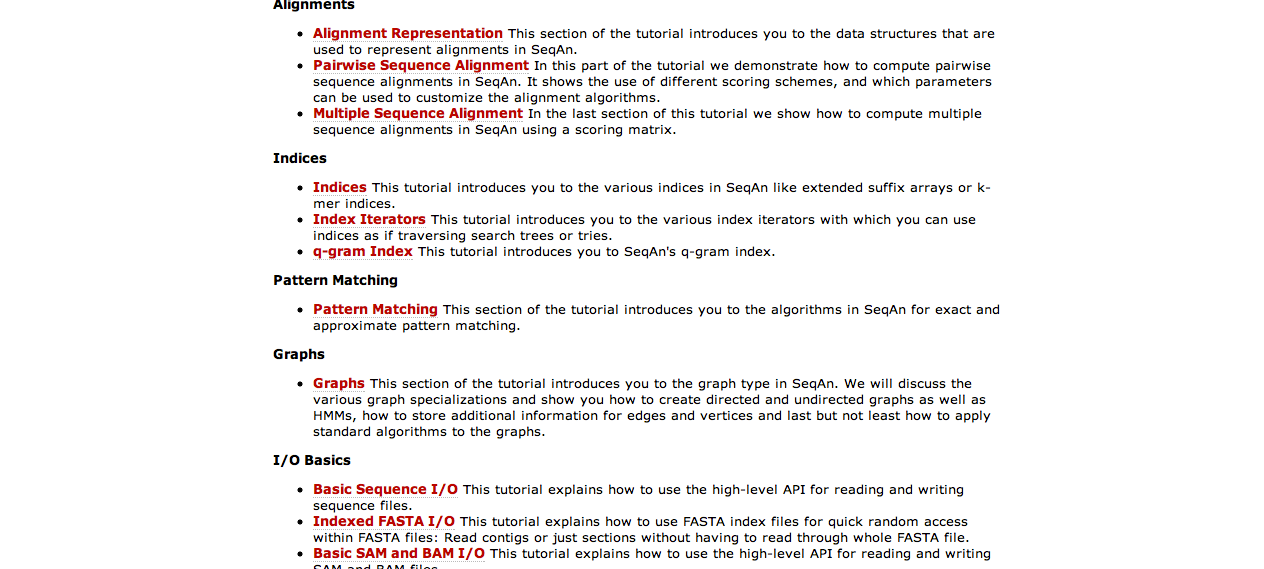 Alignments
Alignment Representation This section of the tutorial introduces you to the data structures that are
used to represent alignments in SeqAn.
Pairwise Sequence Alignment In this part of the tutorial we demonstrate how to compute pairwise
sequence alignments in SeqAn. It shows the use of different scoring schemes, and which parameters
can be used to customize the alignment algorithms.
Multiple Sequence Alignment In the last section of this tutorial we show how to compute multiple
sequence alignments in SeqAn using a scoring matrix.
Indices
Indices This tutorial introduces you to the various indices in SeqAn like extended suffix arrays or k-
mer indices.
Index Iterators This tutorial introduces you to the various index iterators with which you can use
indices as if traversing search trees or tries.
q-gram Index This tutorial introduces you to SeqAn's q-gram index.
Pattern Matching
Pattern Matching This section of the tutorial introduces you to the algorithms in SeqAn for exact and
approximate pattern matching.
Graphs
Graphs This section of the tutorial introduces you to the graph type in SeqAn. We will discuss the
various graph specializations and show you how to create directed and undirected graphs as well as
HMMs, how to store additional information for edges and vertices and last but not least how to apply
standard algorithms to the graphs.
I/O Basics
Basic Sequence I/O This tutorial explains how to use the high-level API for reading and writing
sequence files.
Indexed FASTA I/O This tutorial explains how to use FASTA index files for quick random access
within FASTA files: Read contigs or just sections without having to read through whole FASTA file.
Basic SAM and BAM I/O This tutorial explains how to use the high-level API for reading and writing
SAM and BAM files.